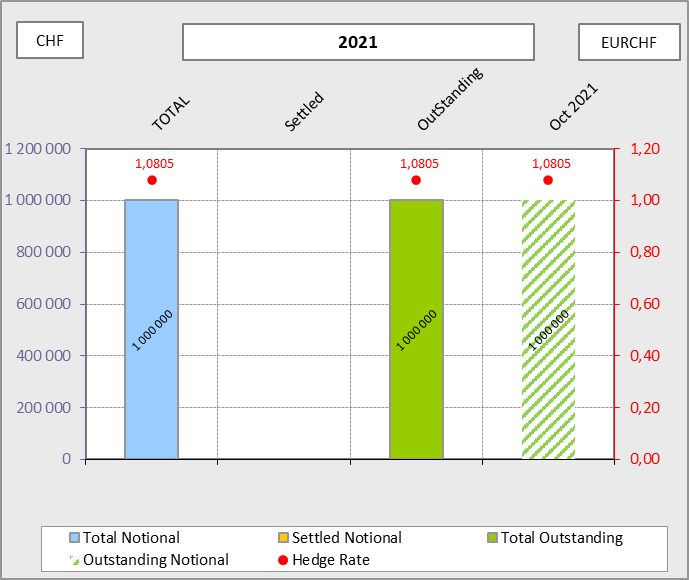 CHF
2021
EURCHF
TOTAL
Settled
OutStanding
Oct 2021
1 200 000
1,20
1,0805
1,0805
1,0805
1 000 000
1,00
800 000
0,80
600 000
0,60
1 000 000
1 000 000
1 000 000
400 000
0,40
200 000
0,20
0
0,00
Total Notional
Settled Notional
Total Outstanding
Outstanding Notional
Hedge Rate